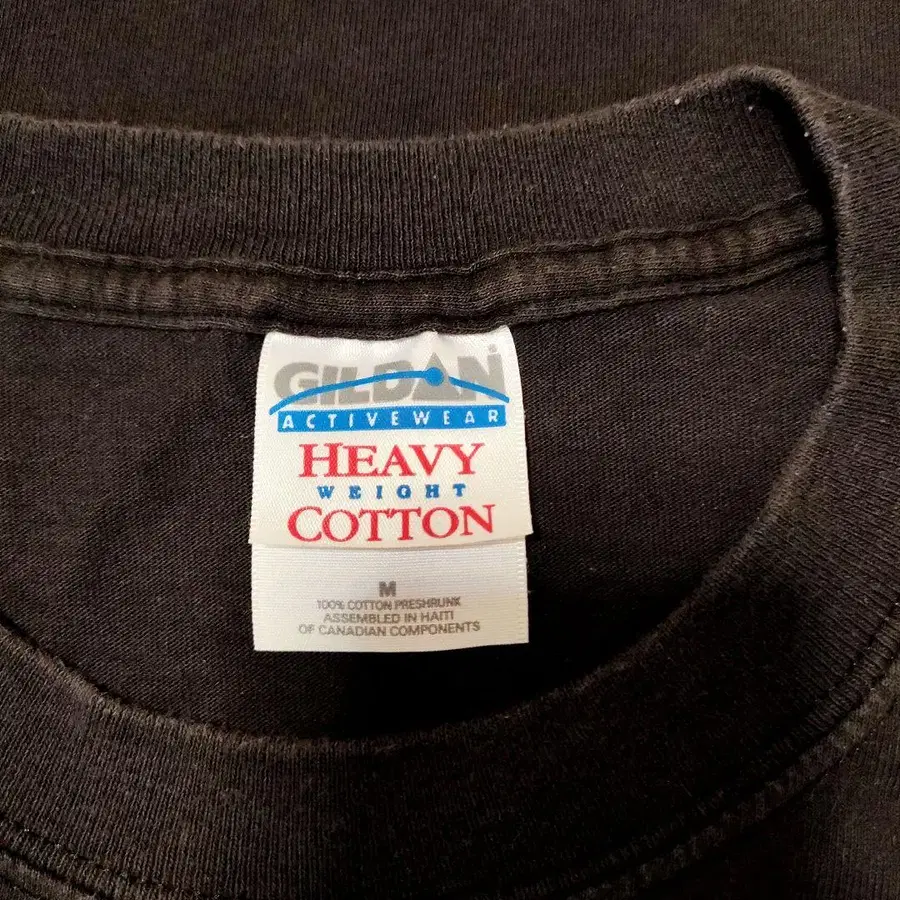 GILDAN®
ACTIVEWEAR
HEAVY
WEIGHT
COTTON
M
100% COTTON PRESHRUNK
ASSEMBLED IN HAITI
OF CANADIAN COMPONENTS